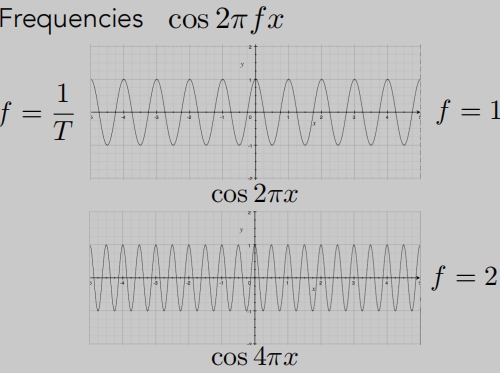 Frequencies cos 2πfx
f = 1/T
f = 1
cos 2πx
f = 2
cos 4πx